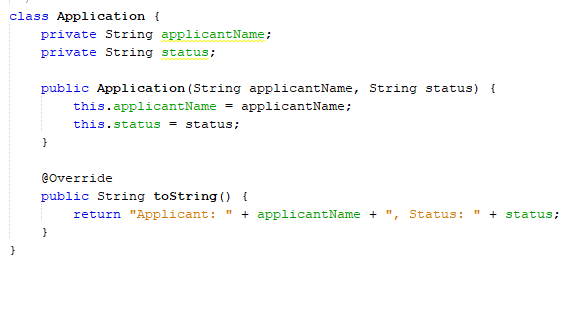 class Application {
    private String applicantName;
    private String status;

    public Application(String applicantName, String status) {
        this.applicantName = applicantName;
        this.status = status;
    }

    @Override
    public String toString() {
        return "Applicant: " + applicantName + ", Status: " + status;
    }
}